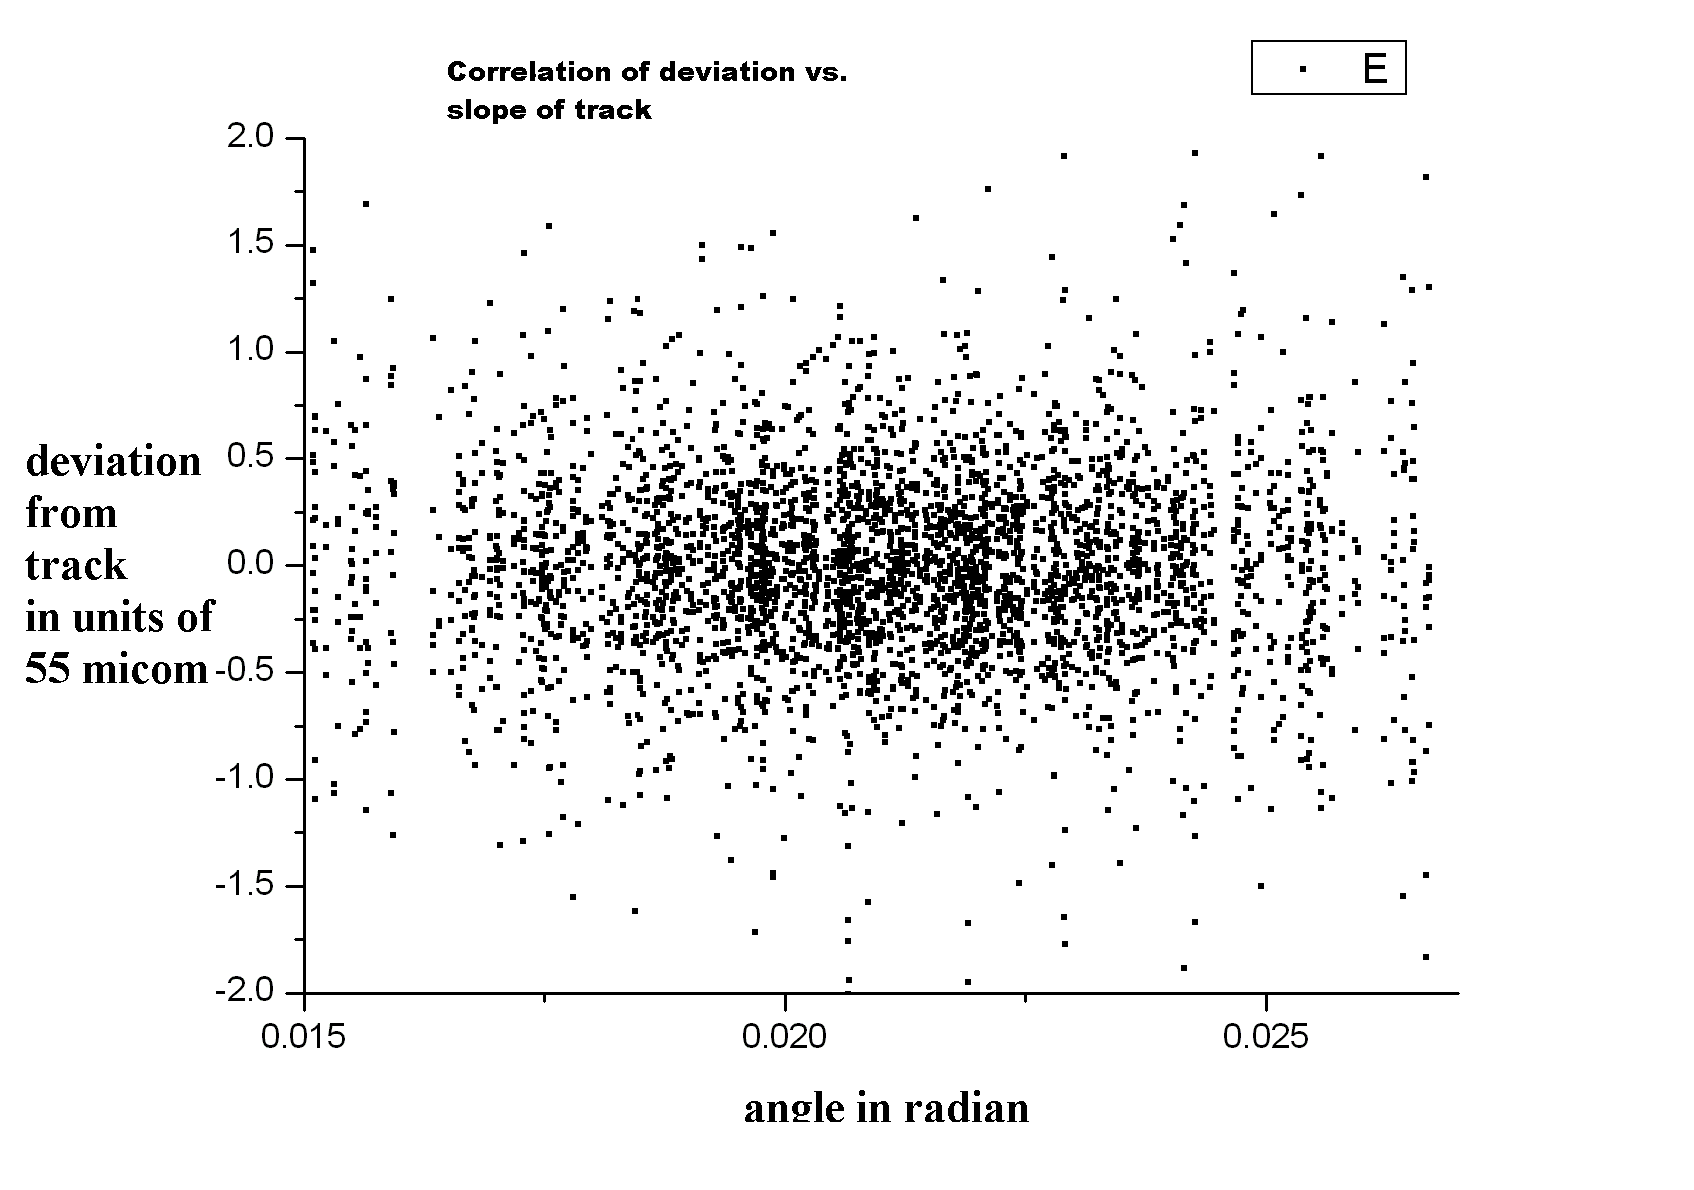 Correlation of deviation vs.
slope of track
E
2.0
1.5
1.0
0.5
0.0
-0.5
-1.0
-1.5
-2.0
deviation
from
track
in units of
55 micom
0.015
0.020
0.025
angle in radian